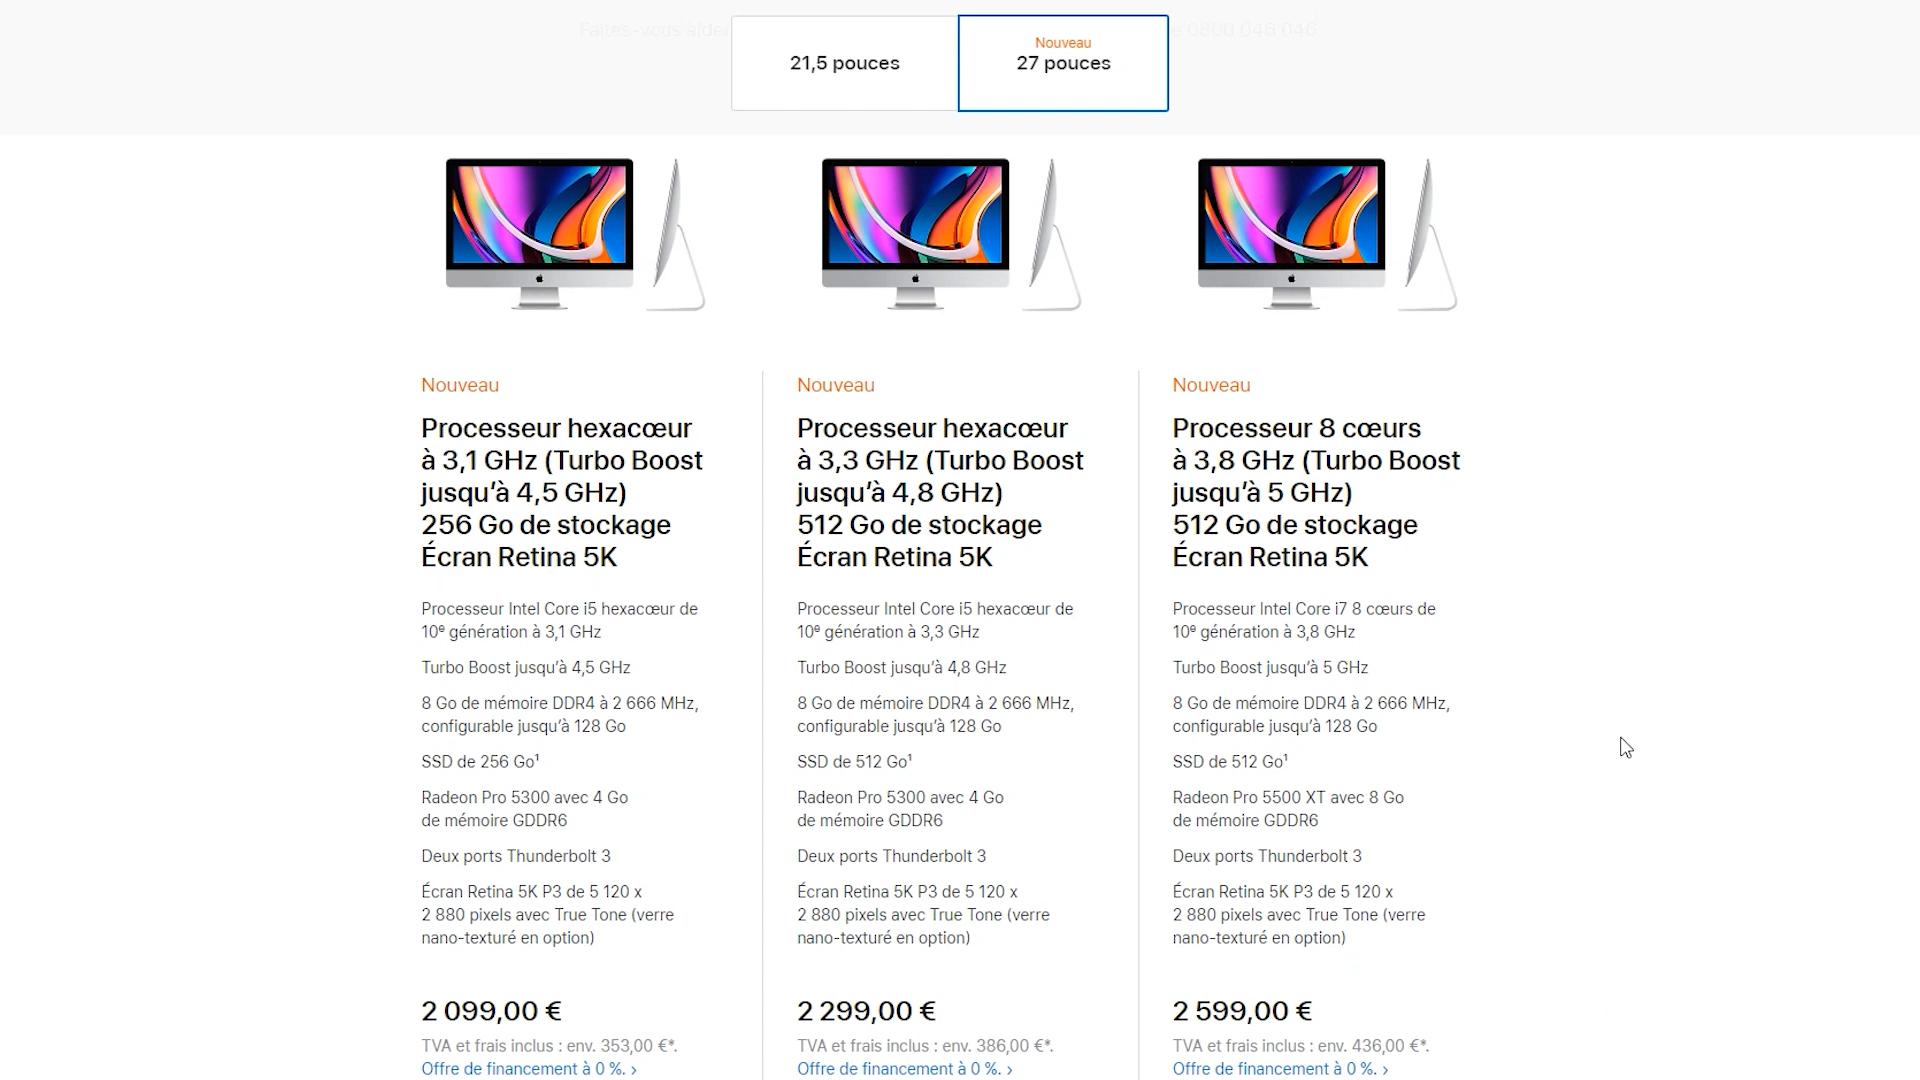 Faites-vous aider
0800 046 046
21,5 pouces
Nouveau
27 pouces
Nouveau
Processeur hexacœur
à 3,1 GHz (Turbo Boost
jusqu’à 4,5 GHz)
256 Go de stockage
Écran Retina 5K
Processeur Intel Core i5 hexacœur de
10ᵉ génération à 3,1 GHz
Turbo Boost jusqu’à 4,5 GHz
8 Go de mémoire DDR4 à 2 666 MHz,
configurable jusqu’à 128 Go
SSD de 256 Go¹
Radeon Pro 5300 avec 4 Go
de mémoire GDDR6
Deux ports Thunderbolt 3
Écran Retina 5K P3 de 5 120 x
2 880 pixels avec True Tone (verre
nano-texturé en option)
2 099,00 €
TVA et frais inclus : env. 353,00 €*.
Offre de financement à 0 %. ›
Nouveau
Processeur hexacœur
à 3,3 GHz (Turbo Boost
jusqu’à 4,8 GHz)
512 Go de stockage
Écran Retina 5K
Processeur Intel Core i5 hexacœur de
10ᵉ génération à 3,3 GHz
Turbo Boost jusqu’à 4,8 GHz
8 Go de mémoire DDR4 à 2 666 MHz,
configurable jusqu’à 128 Go
SSD de 512 Go¹
Radeon Pro 5300 avec 4 Go
de mémoire GDDR6
Deux ports Thunderbolt 3
Écran Retina 5K P3 de 5 120 x
2 880 pixels avec True Tone (verre
nano-texturé en option)
2 299,00 €
TVA et frais inclus : env. 386,00 €*.
Offre de financement à 0 %. ›
Nouveau
Processeur 8 cœurs
à 3,8 GHz (Turbo Boost
jusqu’à 5 GHz)
512 Go de stockage
Écran Retina 5K
Processeur Intel Core i7 8 cœurs de
10ᵉ génération à 3,8 GHz
Turbo Boost jusqu’à 5 GHz
8 Go de mémoire DDR4 à 2 666 MHz,
configurable jusqu’à 128 Go
SSD de 512 Go¹
Radeon Pro 5500 XT avec 8 Go
de mémoire GDDR6
Deux ports Thunderbolt 3
Écran Retina 5K P3 de 5 120 x
2 880 pixels avec True Tone (verre
nano-texturé en option)
2 599,00 €
TVA et frais inclus : env. 436,00 €*.
Offre de financement à 0 %. ›